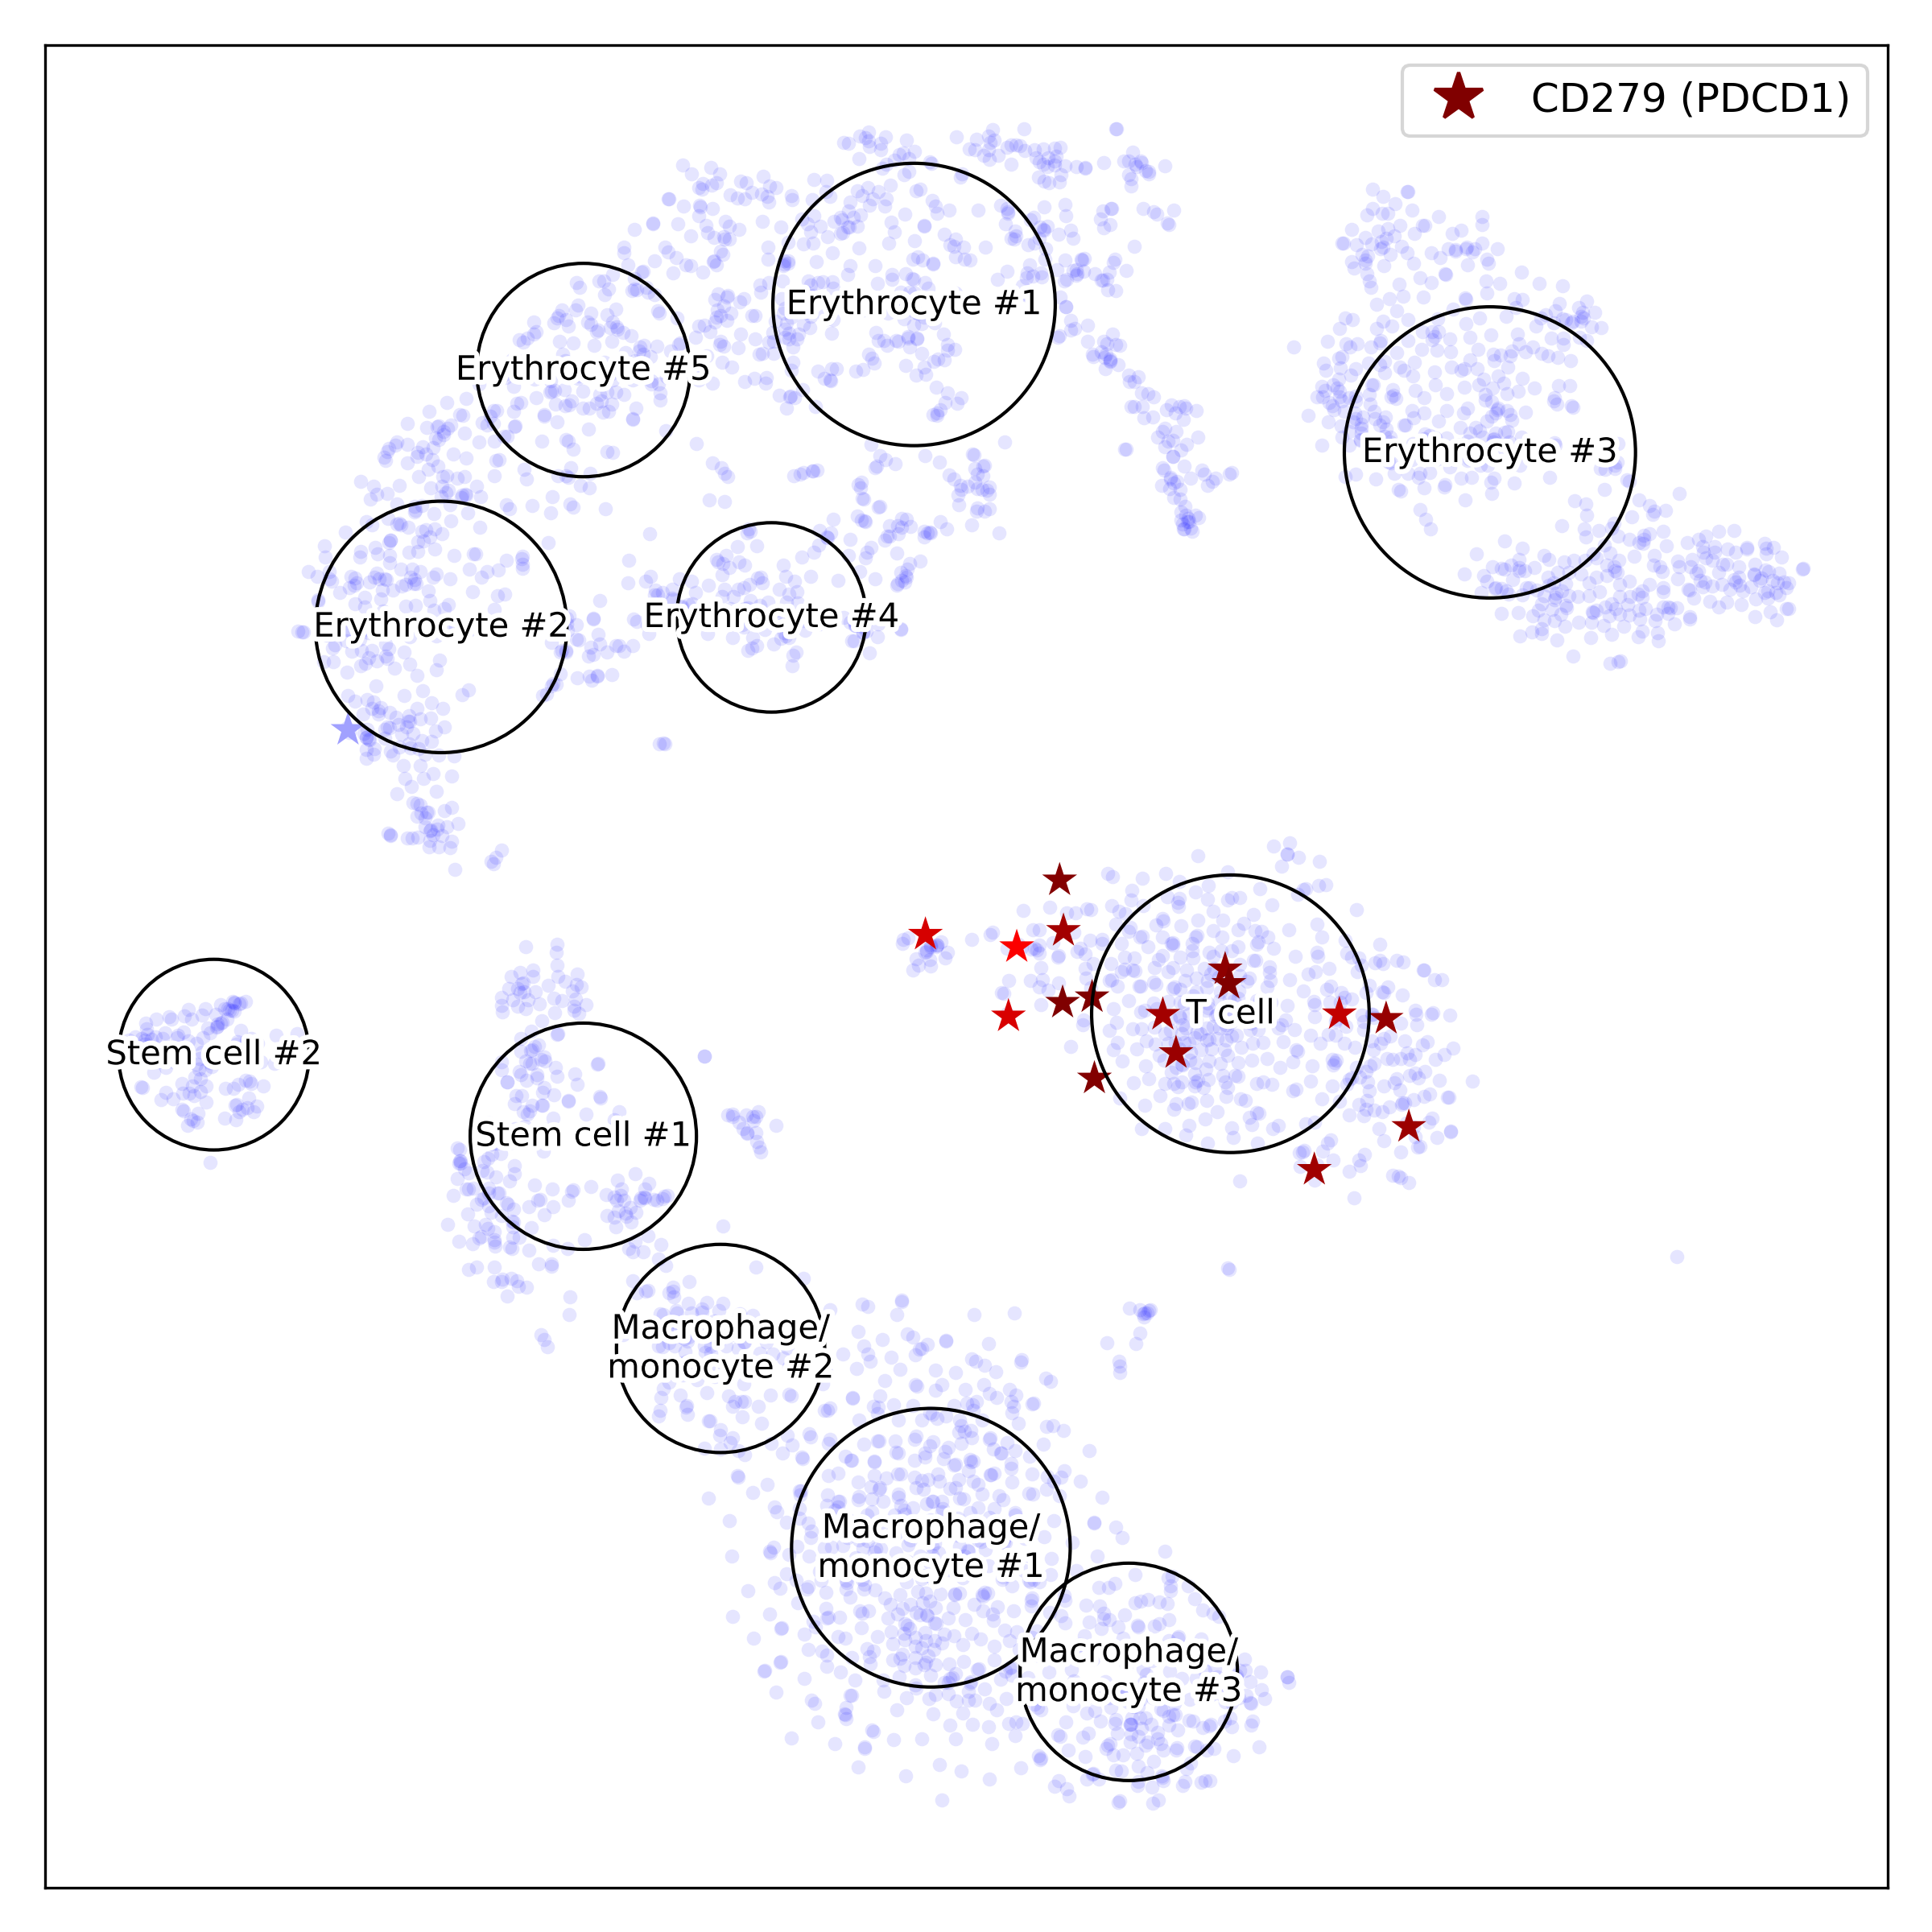 CD279 (PDCD1)
Erythrocyte #1
Erythrocyte #5
Erythrocyte #3
Erythrocyte #4
Erythrocyte #2
T cell
Stem cell #2
Stem cell #1
Macrophage/
monocyte #2
Macrophage/
monocyte #1
Macrophage/
monocyte #3